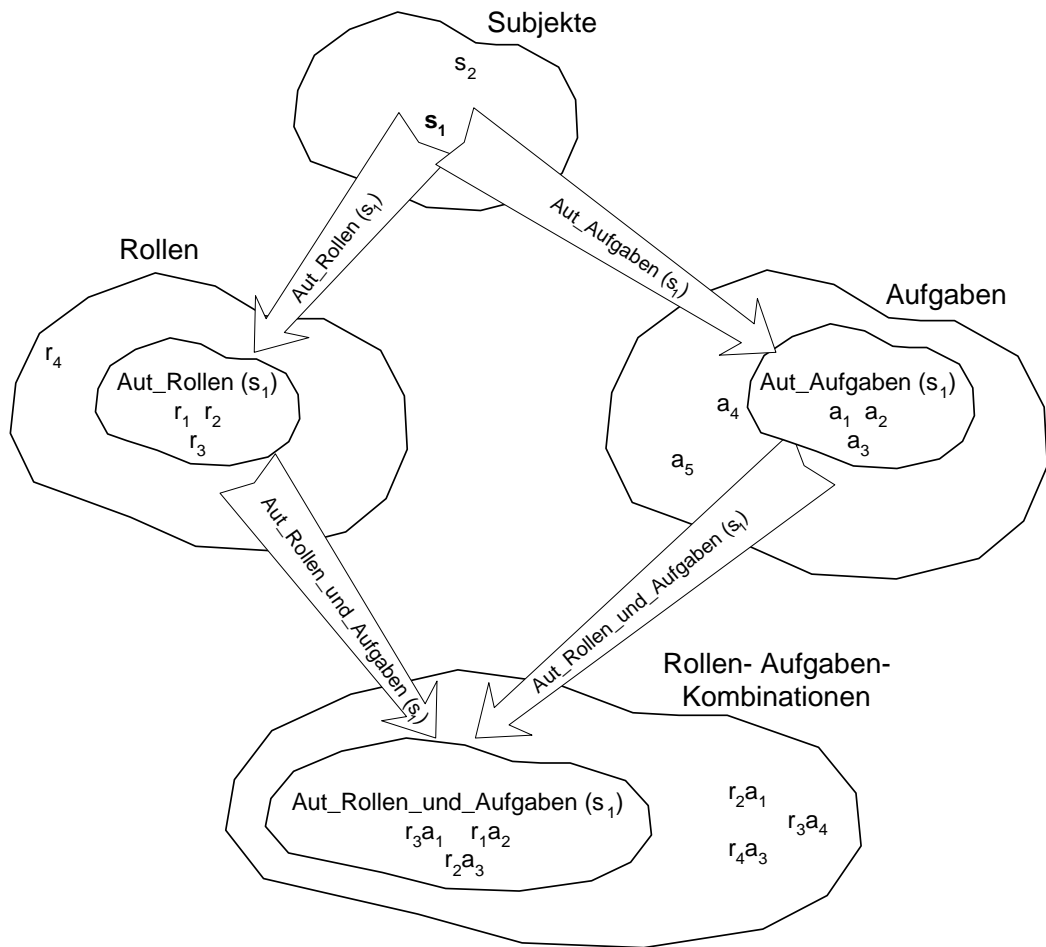 Subjekte
s₂
s₁
Aut_Rollen (s₁)
Aut_Aufgaben (s₁)
Rollen
Aufgaben
r₄
Aut_Rollen (s₁)
r₁ r₂
r₃
Aut_Aufgaben (s₁)
a₄
a₁ a₂
a₃
a₅
Aut_Rollen_und_Aufgaben (s₁)
Aut_Rollen_und_Aufgaben (s₁)
Rollen- Aufgaben-
Kombinationen
Aut_Rollen_und_Aufgaben (s₁)
r₃a₁ r₁a₂
r₂a₃
r₂a₁
r₃a₄
r₄a₃